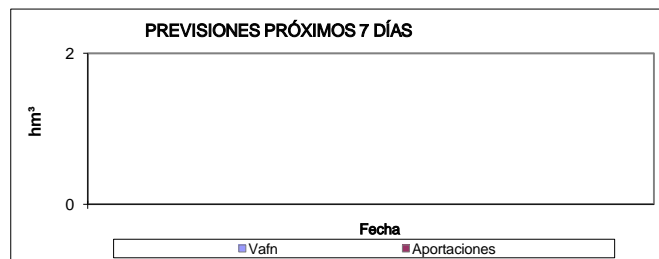 PREVISIONES PRÓXIMOS 7 DÍAS
2
hm³
0
Fecha
Vafn Aportaciones